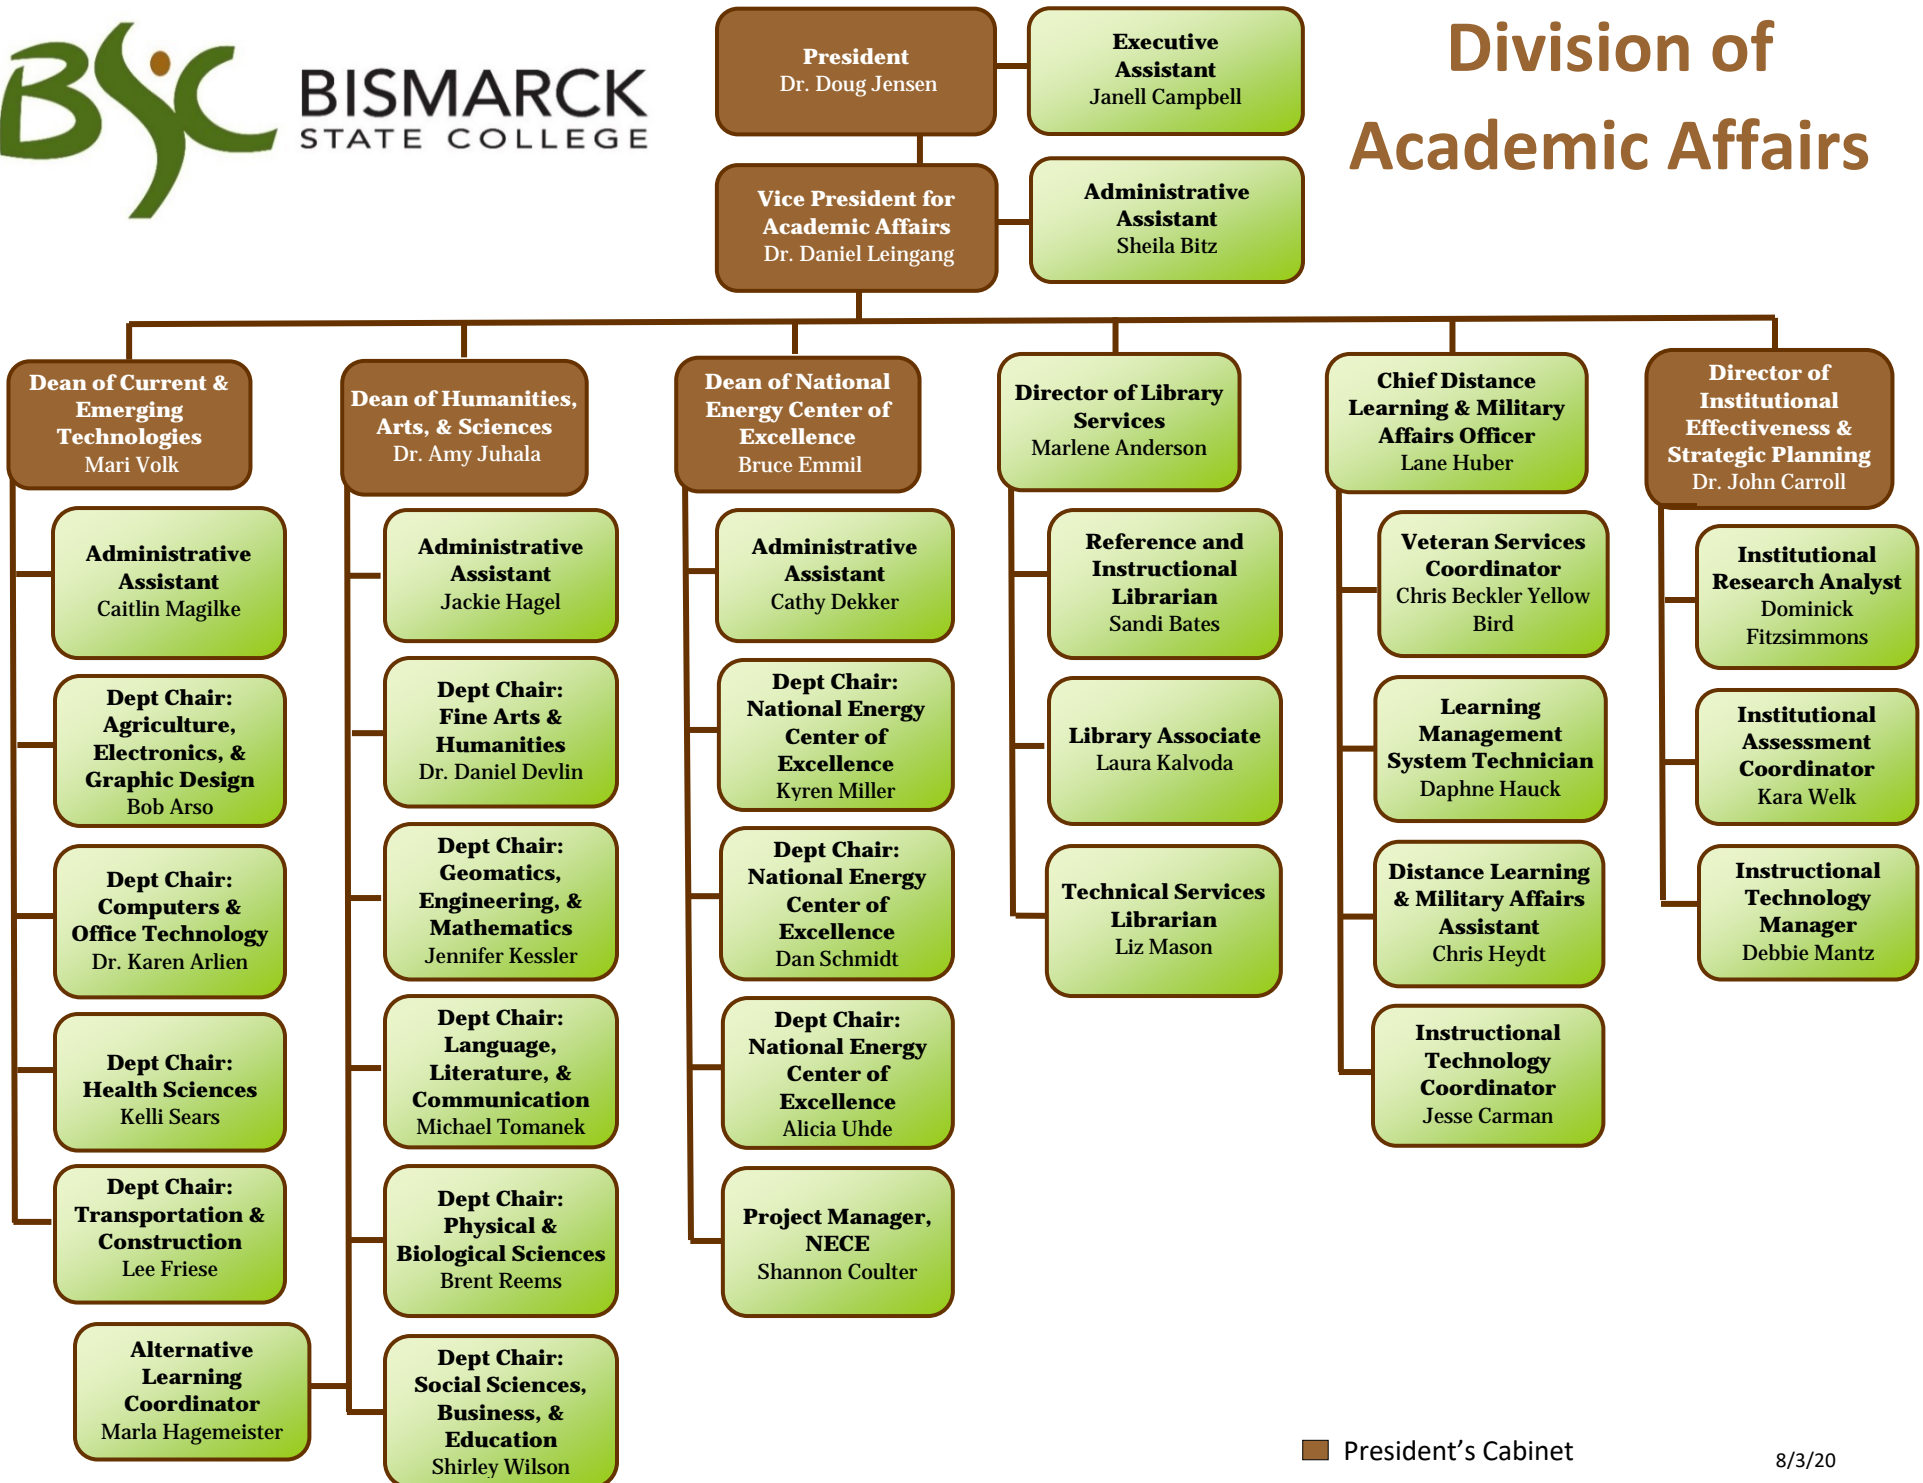 BSC
BISMARCK
STATE COLLEGE
President
Dr. Doug Jensen
Executive
Assistant
Janell Campbell
Division of
Academic Affairs
Vice President for
Academic Affairs
Dr. Daniel Leingang
Administrative
Assistant
Sheila Bitz
Dean of Current &
Emerging
Technologies
Mari Volk
Administrative
Assistant
Caitlin Magilke
Dept Chair:
Agriculture,
Electronics, &
Graphic Design
Bob Arso
Dept Chair:
Computers &
Office Technology
Dr. Karen Arlien
Dept Chair:
Health Sciences
Kelli Sears
Dept Chair:
Transportation &
Construction
Lee Friese
Dean of Humanities,
Arts, & Sciences
Dr. Amy Juhala
Administrative
Assistant
Jackie Hagel
Dept Chair:
Fine Arts &
Humanities
Dr. Daniel Devlin
Dept Chair:
Geomatics,
Engineering, &
Mathematics
Jennifer Kessler
Dept Chair:
Language,
Literature, &
Communication
Michael Tomanek
Dept Chair:
Physical &
Biological Sciences
Brent Reems
Alternative
Learning
Coordinator
Marla Hagemeister
Dept Chair:
Social Sciences,
Business, &
Education
Shirley Wilson
Dean of National
Energy Center of
Excellence
Bruce Emmil
Administrative
Assistant
Cathy Dekker
Dept Chair:
National Energy
Center of
Excellence
Kyren Miller
Dept Chair:
National Energy
Center of
Excellence
Dan Schmidt
Dept Chair:
National Energy
Center of
Excellence
Alicia Uhde
Project Manager,
NECE
Shannon Coulter
Director of Library
Services
Marlene Anderson
Reference and
Instructional
Librarian
Sandi Bates
Library Associate
Laura Kalvoda
Technical Services
Librarian
Liz Mason
Chief Distance
Learning & Military
Affairs Officer
Lane Huber
Veteran Services
Coordinator
Chris Beckler Yellow
Bird
Learning
Management
System Technician
Daphne Hauck
Distance Learning
& Military Affairs
Assistant
Chris Heydt
Instructional
Technology
Coordinator
Jesse Carman
Director of
Institutional
Effectiveness &
Strategic Planning
Dr. John Carroll
Institutional
Research Analyst
Dominick
Fitzsimmons
Institutional
Assessment
Coordinator
Kara Welk
Instructional
Technology
Manager
Debbie Mantz
President's Cabinet
8/3/20